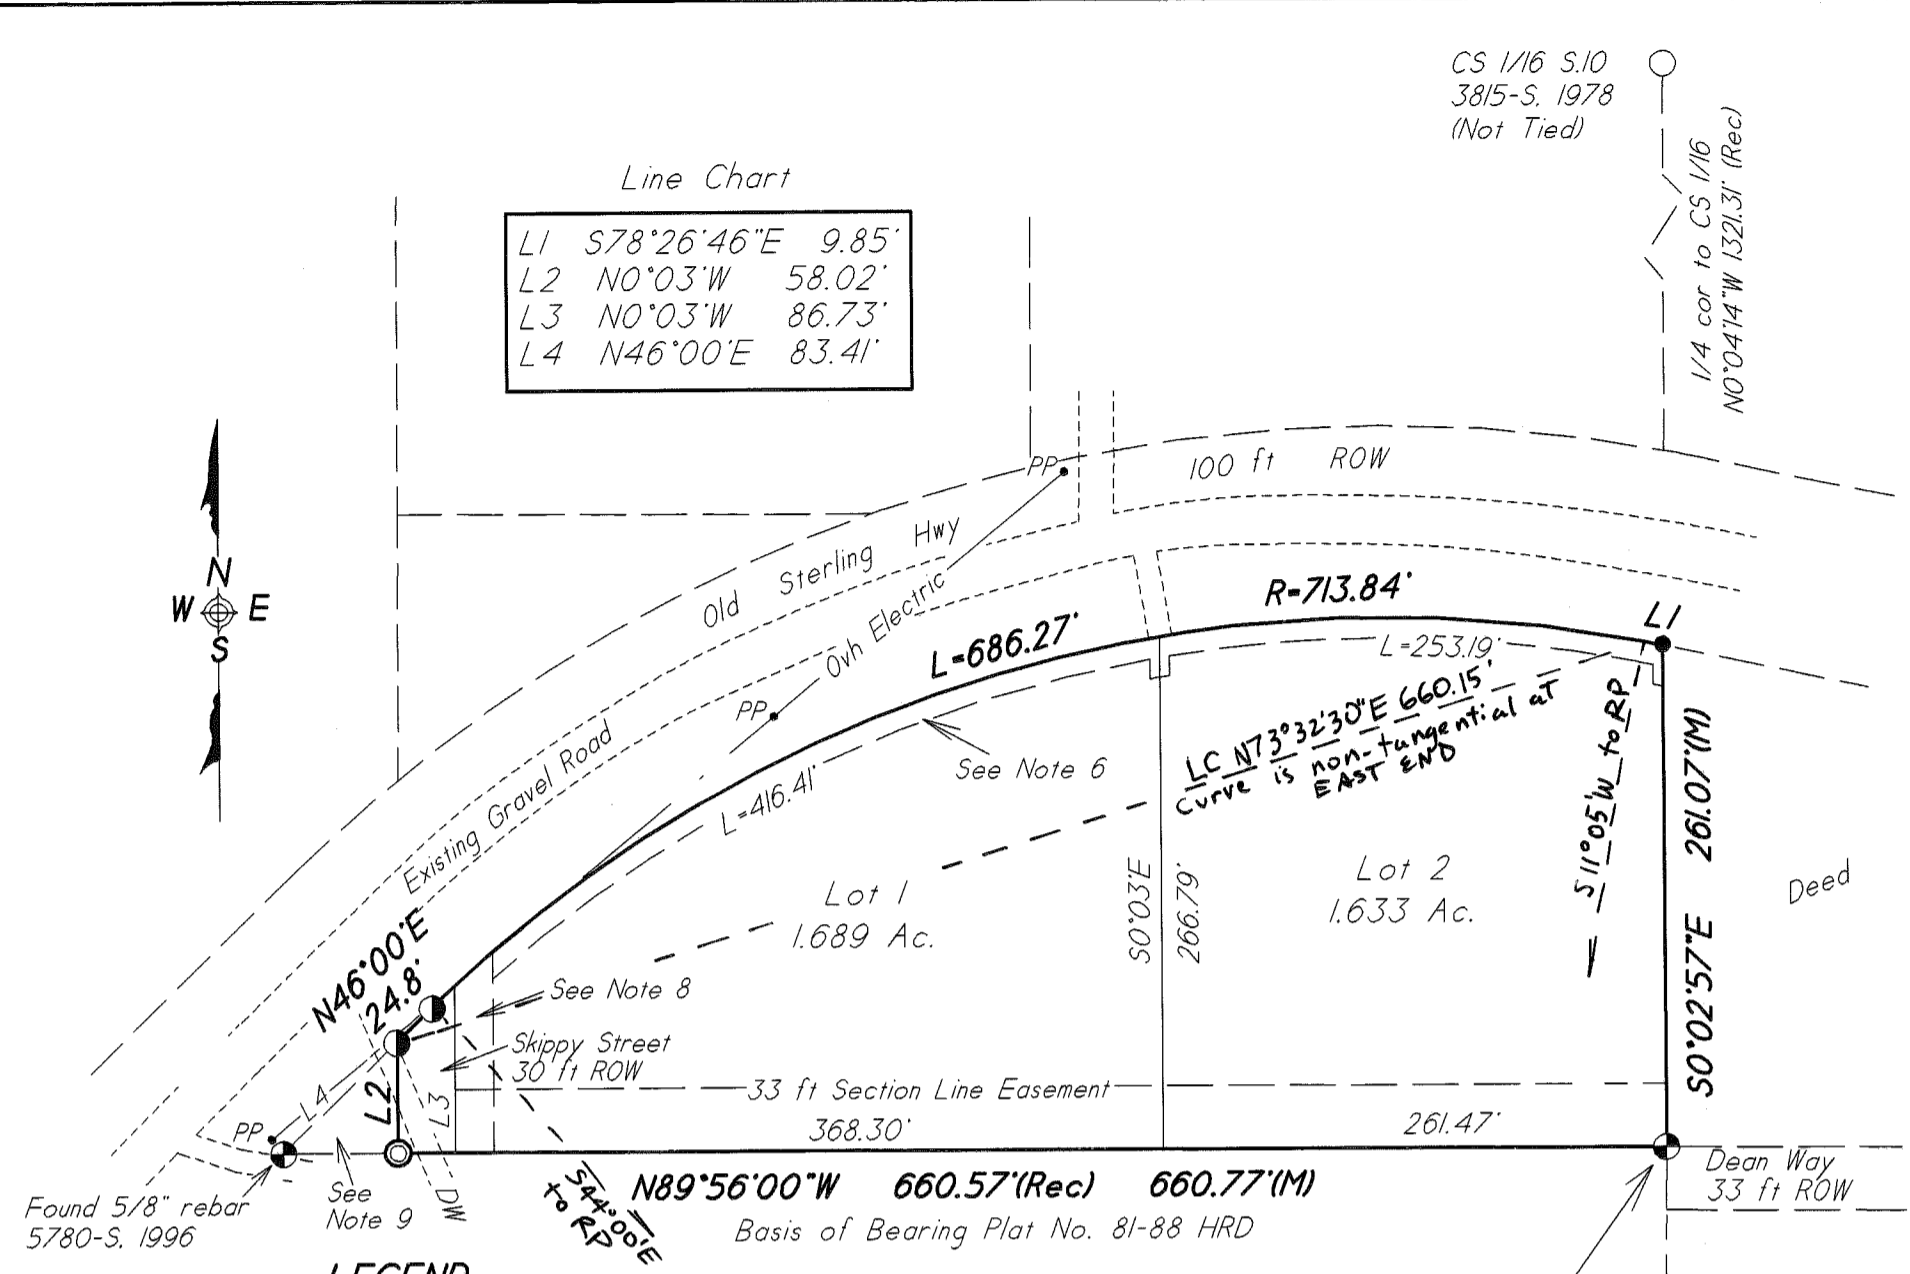 CS 1/16 S.10
3815-S. 1978
(Not Tied)
1/4 cor to CS 1/16
N0°04'14"W 1321.31' (Rec)
Line Chart
L1 S78°26'46"E 9.85'
L2 N0°03'W 58.02'
L3 N0°03'W 86.73'
L4 N46°00'E 83.41'
N
W E
S
PP
100 ft ROW
Old Sterling Hwy
Ovh Electric
R=713.84'
L1
L=686.27'
L=253.19'
PP
See Note 6
LC N73°32'30"E 660.15'
Curve is non-tangential at
EAST END
S11°05'W to RP
261.07'(M)
S0°02'57"E
Existing Gravel Road
L=416.41'
Lot 1
1.689 Ac.
S0°03'E
266.79'
Lot 2
1.633 Ac.
Deed
N46°00'E
24.8'
See Note 8
Skippy Street
30 ft ROW
L4
L2
L3
PP
33 ft Section Line Easement
368.30'
261.47'
Found 5/8" rebar
5780-S. 1996
See
Note 9
DW
S44°00'E
to RP
N89°56'00"W 660.57'(Rec) 660.77'(M)
Basis of Bearing Plat No. 81-88 HRD
Dean Way
33 ft ROW
LEGEND